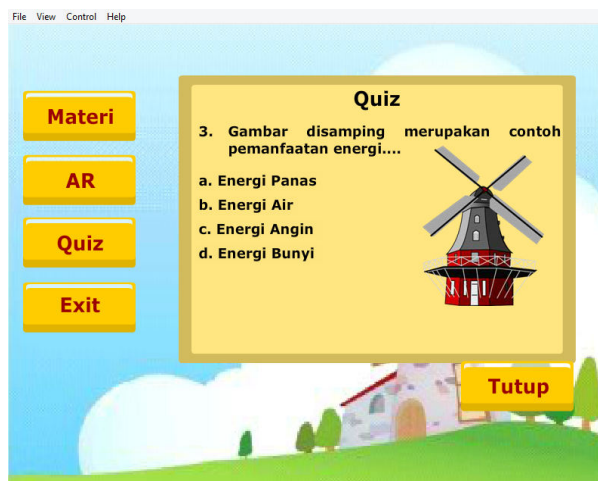 File View Control Help
Materi
AR
Quiz
Exit
Quiz
3. Gambar disamping merupakan contoh
pemanfaatan energi....
a. Energi Panas
b. Energi Air
c. Energi Angin
d. Energi Bunyi
Tutup